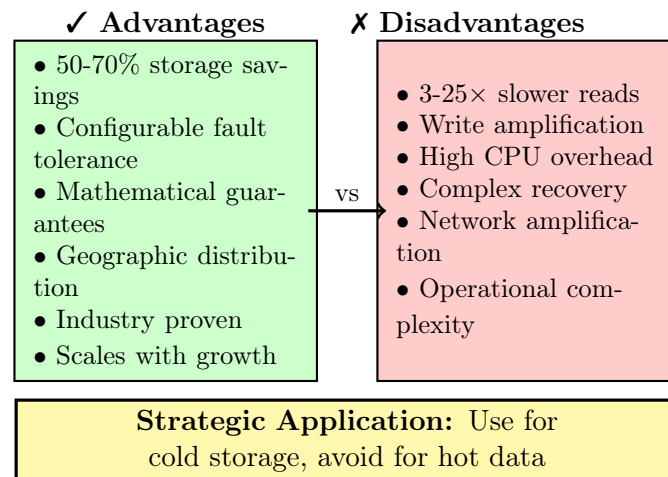 ✓ Advantages
• 50-70% storage sav-
ings
• Configurable fault
tolerance
• Mathematical guar-
antees
• Geographic distribu-
tion
• Industry proven
• Scales with growth
vs
✗ Disadvantages
• 3-25× slower reads
• Write amplification
• High CPU overhead
• Complex recovery
• Network amplifica-
tion
• Operational com-
plexity
Strategic Application: Use for
cold storage, avoid for hot data